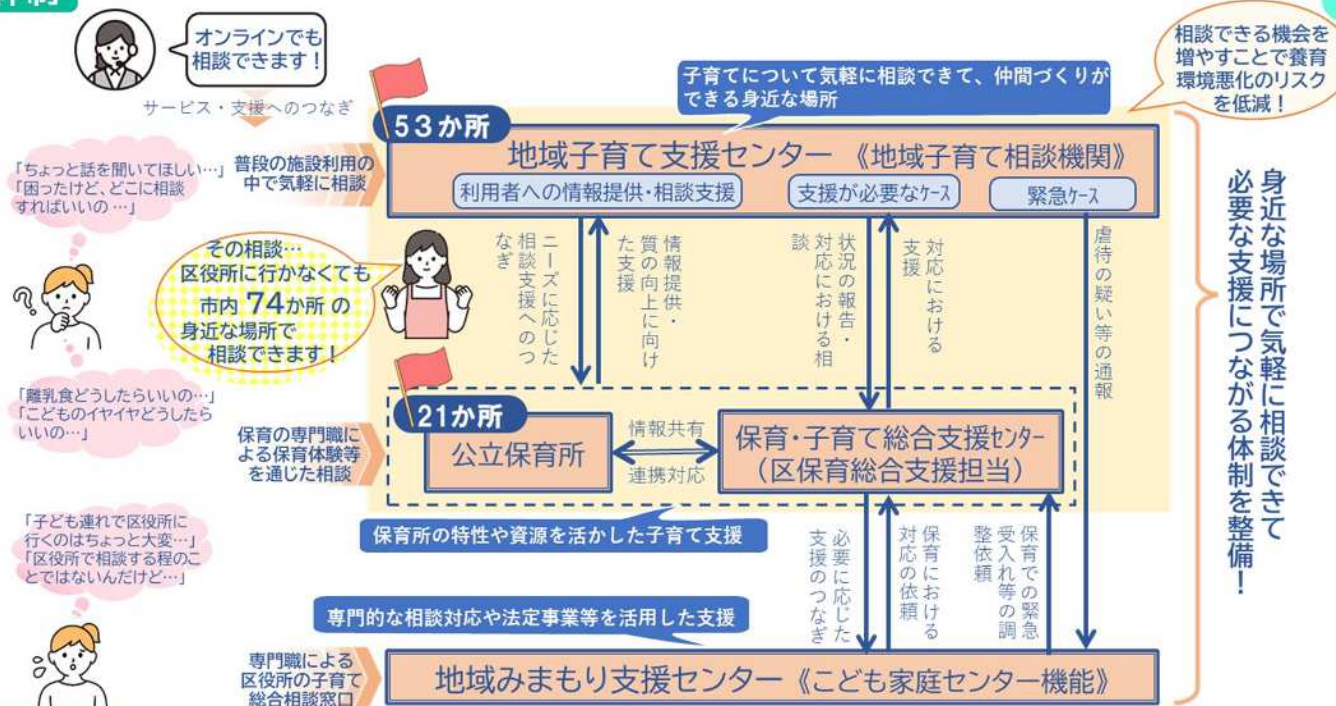 オンラインでも
相談できます！
サービス・支援へのつなぎ
相談できる機会を
増やすことで養育
環境悪化のリスク
を低減！
子育てについて気軽に相談できて、仲間づくりが
できる身近な場所
53か所
地域子育て支援センター 《地域子育て相談機関》
利用者への情報提供・相談支援
支援が必要なケース
緊急ケース
「ちょっと話を聞いてほしい…」
「困ったけど、どこに相談
すればいいの …」
普段の施設利用の
中で気軽に相談
その相談…
区役所に行かなくても
市内 74か所 の
身近な場所で
相談できます！
ニーズに応じた
相談支援へのつ
なぎ
情報提供・
質の向上に向け
た支援
状況の報告・
対応における相
談
対応における
支援
虐待の疑い等の通報
身近な場所で気軽に相談できて
必要な支援につながる体制を整備！
「離乳食どうしたらいいの…」
「こどものイヤイヤどうしたら
いいの…」
保育の専門職に
よる保育体験等
を通じた相談
21か所
公立保育所
情報共有
連携対応
保育・子育て総合支援センター
（区保育総合支援担当）
保育所の特性や資源を活かした子育て支援
「子ども連れで区役所に
行くのはちょっと大変…」
「区役所で相談する程のこ
とではないんだけど…」
必要に応じた
支援のつなぎ
保育における
対応の依頼
保育での緊急
受入れ等の調
整依頼
専門的な相談対応や法定事業等を活用した支援
専門職による
区役所の子育て
総合相談窓口
地域みまもり支援センター 《こども家庭センター機能》